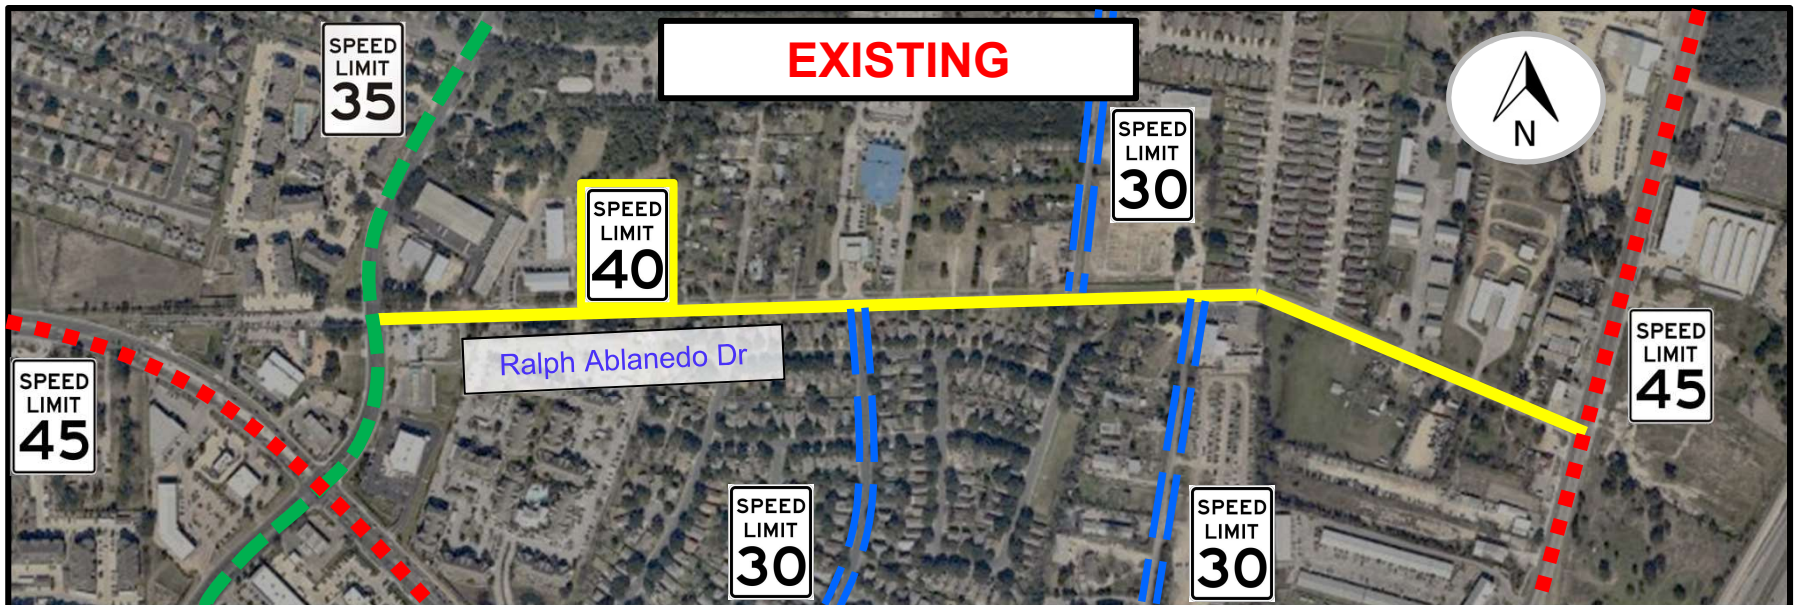 EXISTING
SPEED
LIMIT
35
SPEED
LIMIT
30
N
SPEED
LIMIT
40
Ralph Ablanedo Dr
SPEED
LIMIT
45
SPEED
LIMIT
45
SPEED
LIMIT
30
SPEED
LIMIT
30